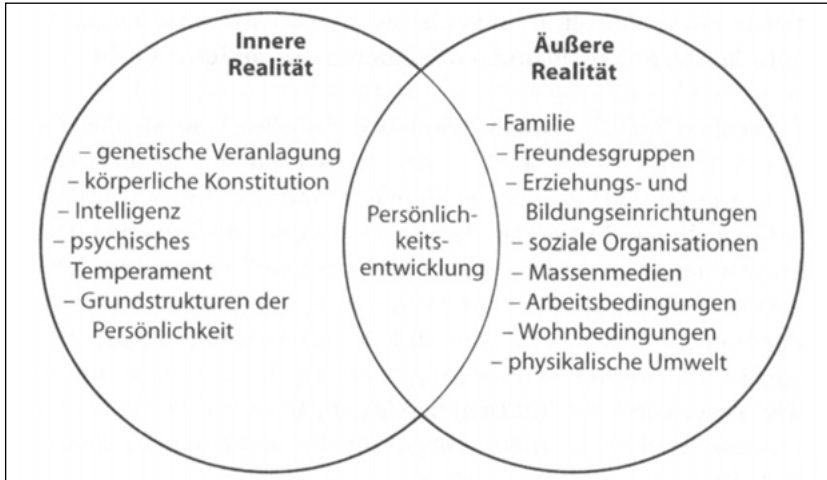 Innere
Realität
– genetische Veranlagung
– körperliche Konstitution
– Intelligenz
– psychisches
Temperament
– Grundstrukturen der
Persönlichkeit
Persönlich-
keits-
entwicklung
Äußere
Realität
– Familie
– Freundesgruppen
– Erziehungs- und
Bildungseinrichtungen
– soziale Organisationen
– Massenmedien
– Arbeitsbedingungen
– Wohnbedingungen
– physikalische Umwelt